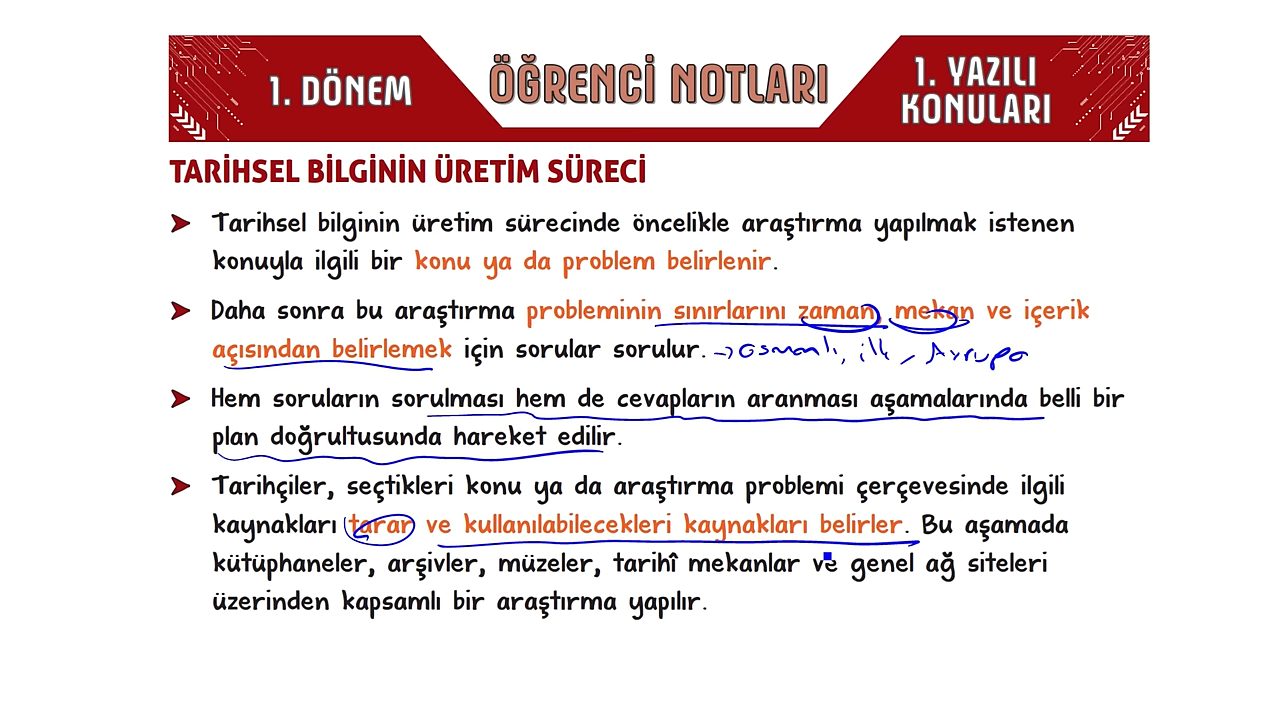 1. DÖNEM
ÖĞRENCİ NOTLARI
1. YAZILI
KONULARI
TARİHSEL BİLGİNİN ÜRETİM SÜRECİ
Tarihsel bilginin üretim sürecinde öncelikle araştırma yapılmak istenen
konuyla ilgili bir konu ya da problem belirlenir.
Daha sonra bu araştırma probleminin sınırlarını zaman, mekan ve içerik
açısından belirlemek için sorular sorulur. → Osmanlı, ilk, Avrupa
Hem soruların sorulması hem de cevapların aranması aşamalarında belli bir
plan doğrultusunda hareket edilir.
Tarihçiler, seçtikleri konu ya da araştırma problemi çerçevesinde ilgili
kaynakları tarar ve kullanılabilecekleri kaynakları belirler. Bu aşamada
kütüphaneler, arşivler, müzeler, tarihî mekanlar ve genel ağ siteleri
üzerinden kapsamlı bir araştırma yapılır.